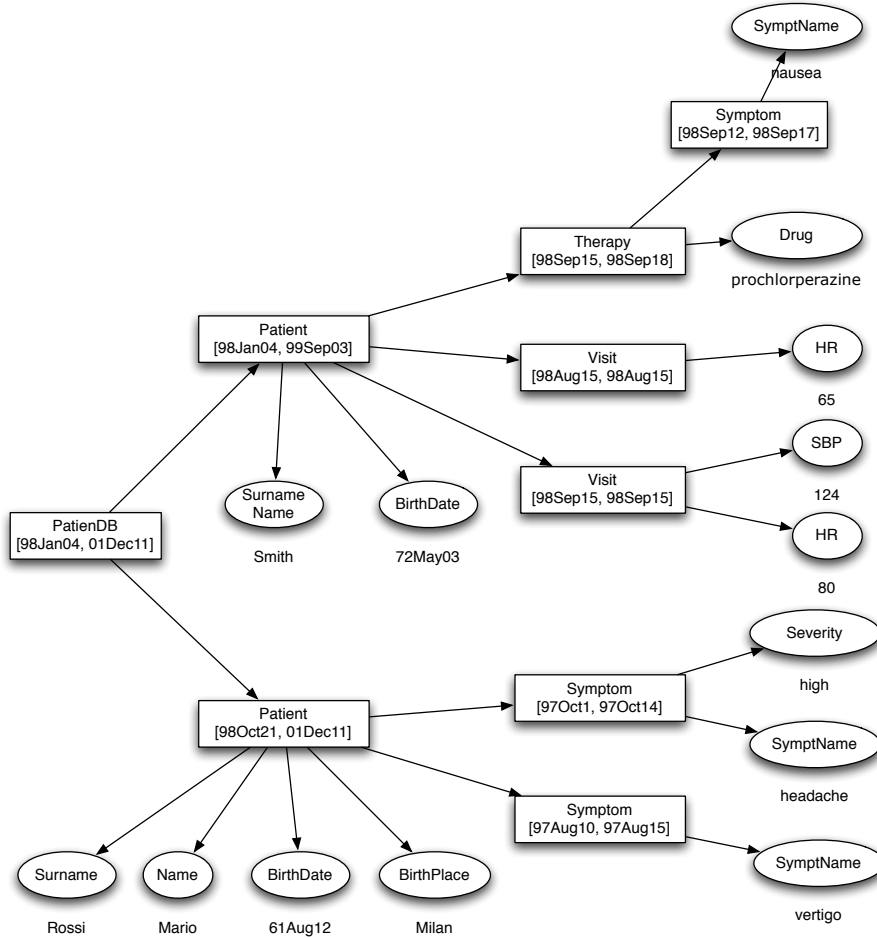 SymptName
nausea
Symptom
[98Sep12, 98Sep17]
Therapy
[98Sep15, 98Sep18]
Drug
prochlorperazine
Patient
[98Jan04, 99Sep03]
Visit
[98Aug15, 98Aug15]
HR
65
SBP
124
Visit
[98Sep15, 98Sep15]
HR
80
Surname
Name
Smith
BirthDate
72May03
PatienDB
[98Jan04, 01Dec11]
Severity
high
Symptom
[97Oct1, 97Oct14]
Patient
[98Oct21, 01Dec11]
SymptName
headache
Symptom
[97Aug10, 97Aug15]
SymptName
vertigo
Surname
Rossi
Name
Mario
BirthDate
61Aug12
BirthPlace
Milan